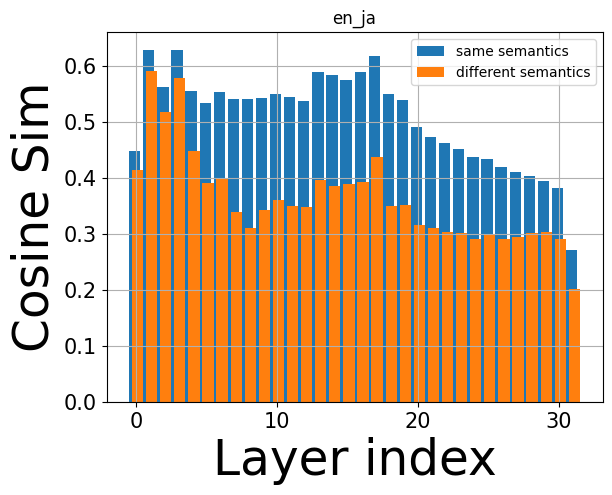 en_ja
same semantics
different semantics
Cosine Sim
0.6
0.5
0.4
0.3
0.2
0.1
0.0
0
10
20
30
Layer index